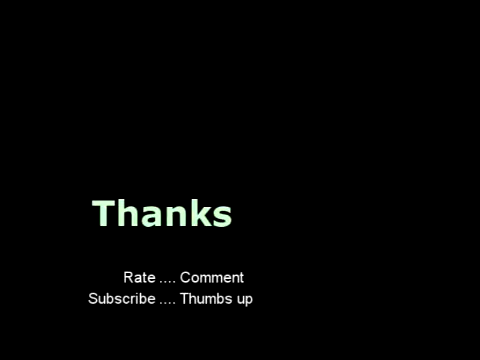 Thanks
Rate .... Comment
Subscribe .... Thumbs up